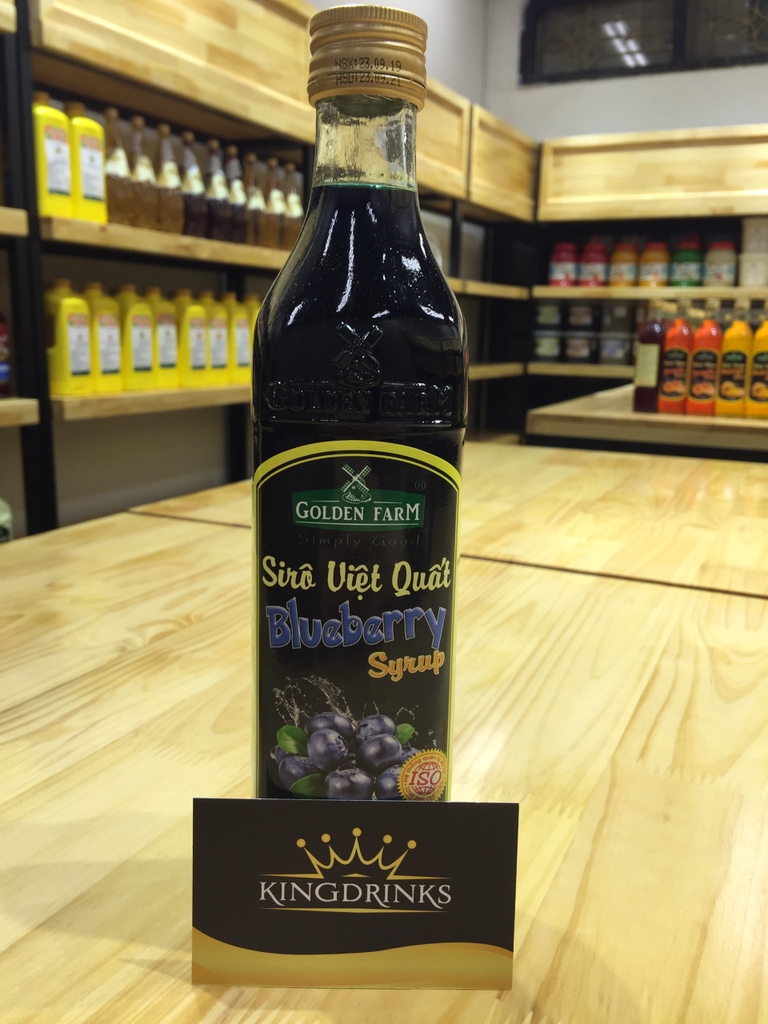 NSX:23.09.19
HSD:23.09.21
GOLDEN FARM
GOLDEN FARM
Simply Good
Sirô Việt Quất
Blueberry
Syrup
ISO
KINGDRINKS